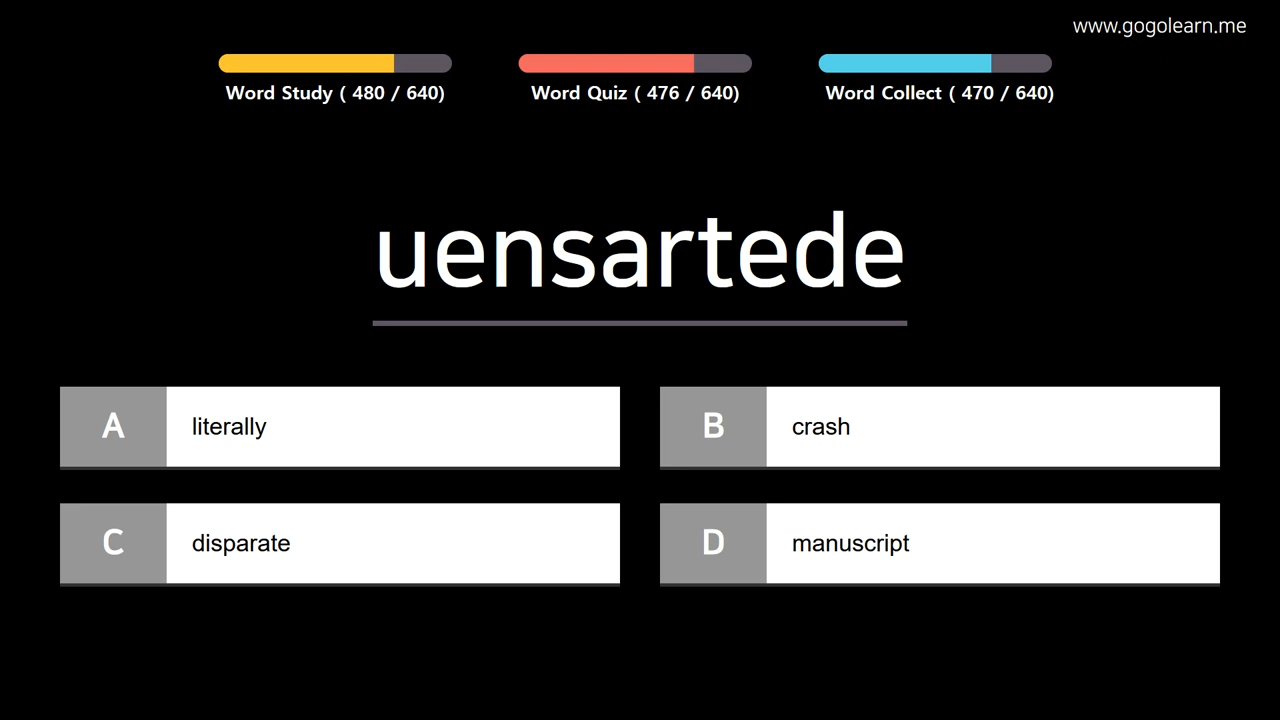 www.gogolearn.me
Word Study ( 480 / 640)
Word Quiz ( 476 / 640)
Word Collect ( 470 / 640)
uensartede
A literally
B crash
C disparate
D manuscript